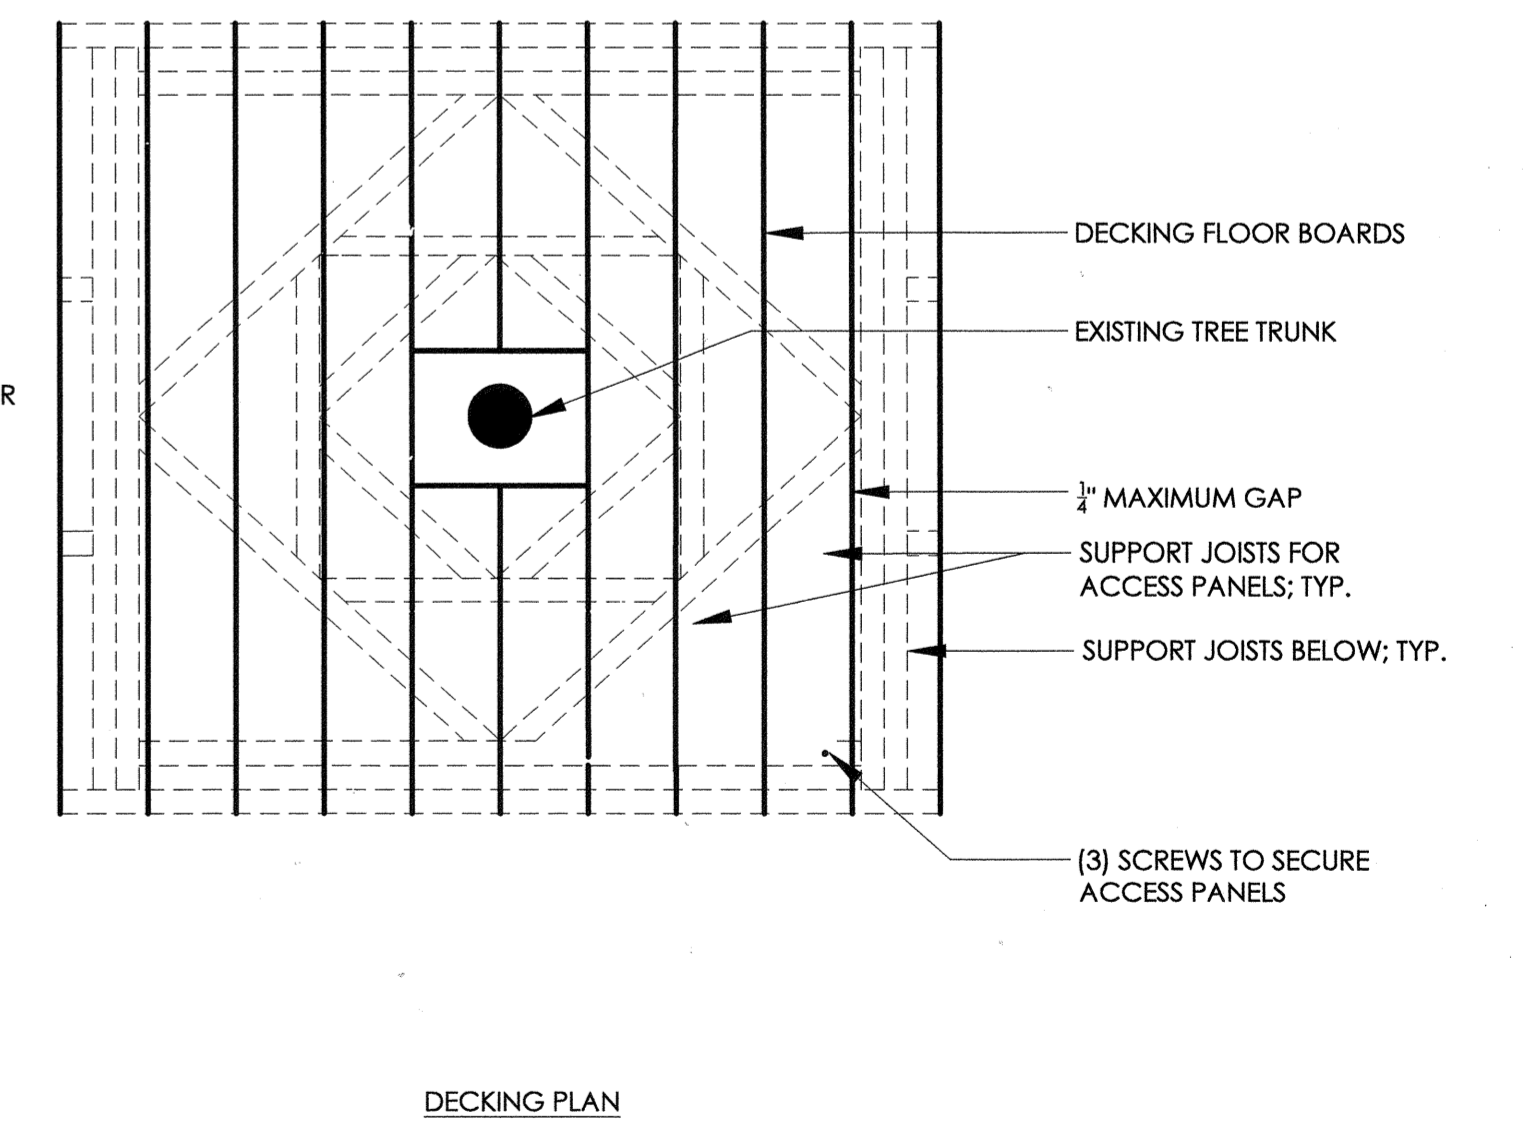 R
DECKING FLOOR BOARDS
EXISTING TREE TRUNK
1/4" MAXIMUM GAP
SUPPORT JOISTS FOR
ACCESS PANELS; TYP.
SUPPORT JOISTS BELOW; TYP.
(3) SCREWS TO SECURE
ACCESS PANELS
DECKING PLAN